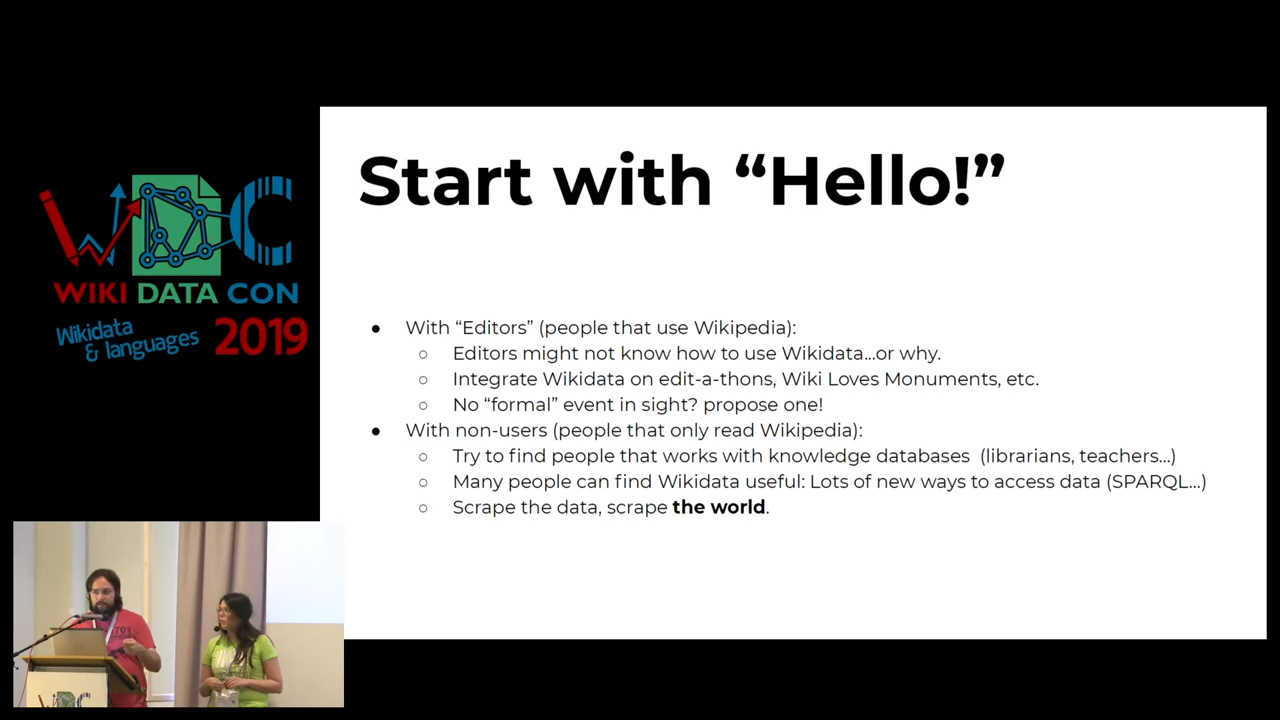 Start with “Hello!”
WDC
WIKI DATA CON
Wikidata
& languages 2019
● With “Editors” (people that use Wikipedia):
○ Editors might not know how to use Wikidata...or why.
○ Integrate Wikidata on edit-a-thons, Wiki Loves Monuments, etc.
○ No “formal” event in sight? propose one!
● With non-users (people that only read Wikipedia):
○ Try to find people that works with knowledge databases (librarians, teachers...)
○ Many people can find Wikidata useful: Lots of new ways to access data (SPARQL...)
○ Scrape the data, scrape the world.
701